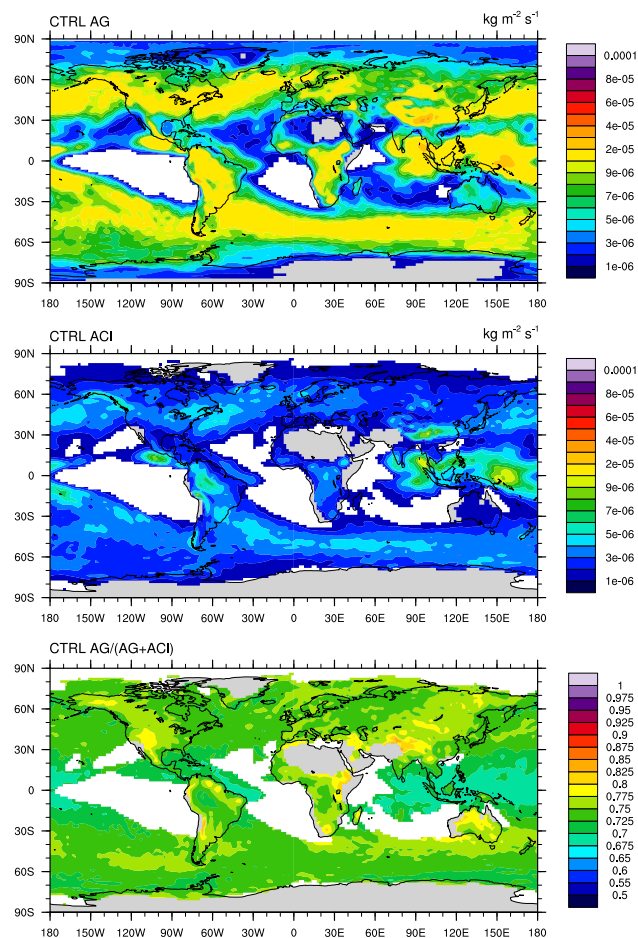 CTRL AG
kg m⁻² s⁻¹
90N
60N
30N
0
30S
60S
90S
180 150W 120W 90W 60W 30W 0 30E 60E 90E 120E 150E 180
0.0001
8e-05
6e-05
4e-05
2e-05
9e-06
7e-06
5e-06
3e-06
1e-06
CTRL ACI
kg m⁻² s⁻¹
90N
60N
30N
0
30S
60S
90S
180 150W 120W 90W 60W 30W 0 30E 60E 90E 120E 150E 180
0.0001
8e-05
6e-05
4e-05
2e-05
9e-06
7e-06
5e-06
3e-06
1e-06
CTRL AG/(AG+ACI)
90N
60N
30N
0
30S
60S
90S
180 150W 120W 90W 60W 30W 0 30E 60E 90E 120E 150E 180
1
0.975
0.95
0.925
0.9
0.875
0.85
0.825
0.8
0.775
0.75
0.725
0.7
0.675
0.65
0.6
0.55
0.5